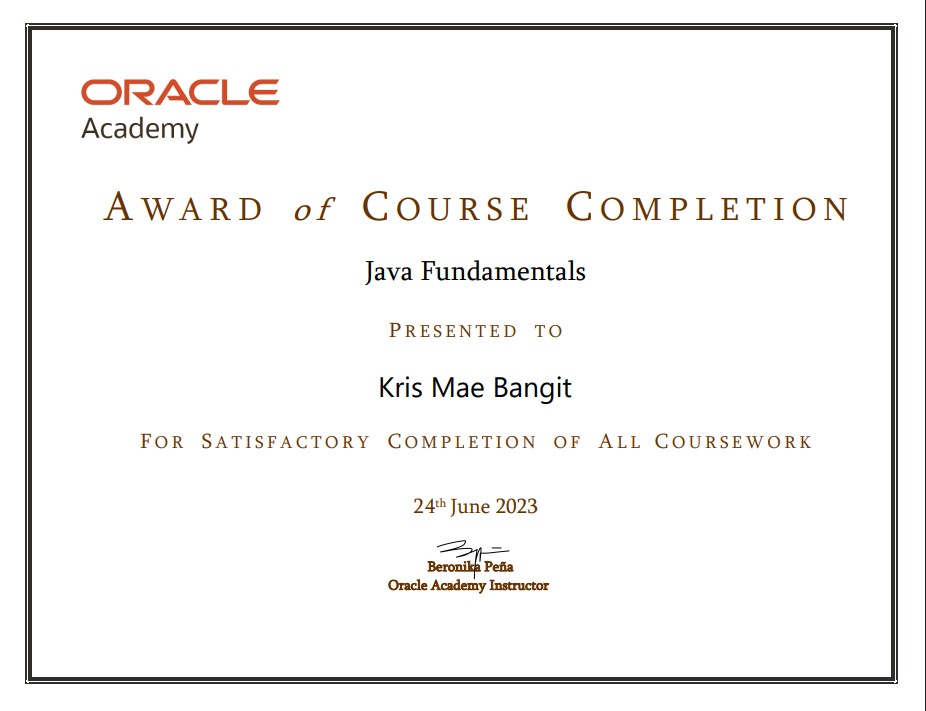 ORACLE
Academy
AWARD of COURSE COMPLETION
Java Fundamentals
PRESENTED TO
Kris Mae Bangit
FOR SATISFACTORY COMPLETION OF ALL COURSEWORK
24th June 2023
Beronika Peña
Oracle Academy Instructor